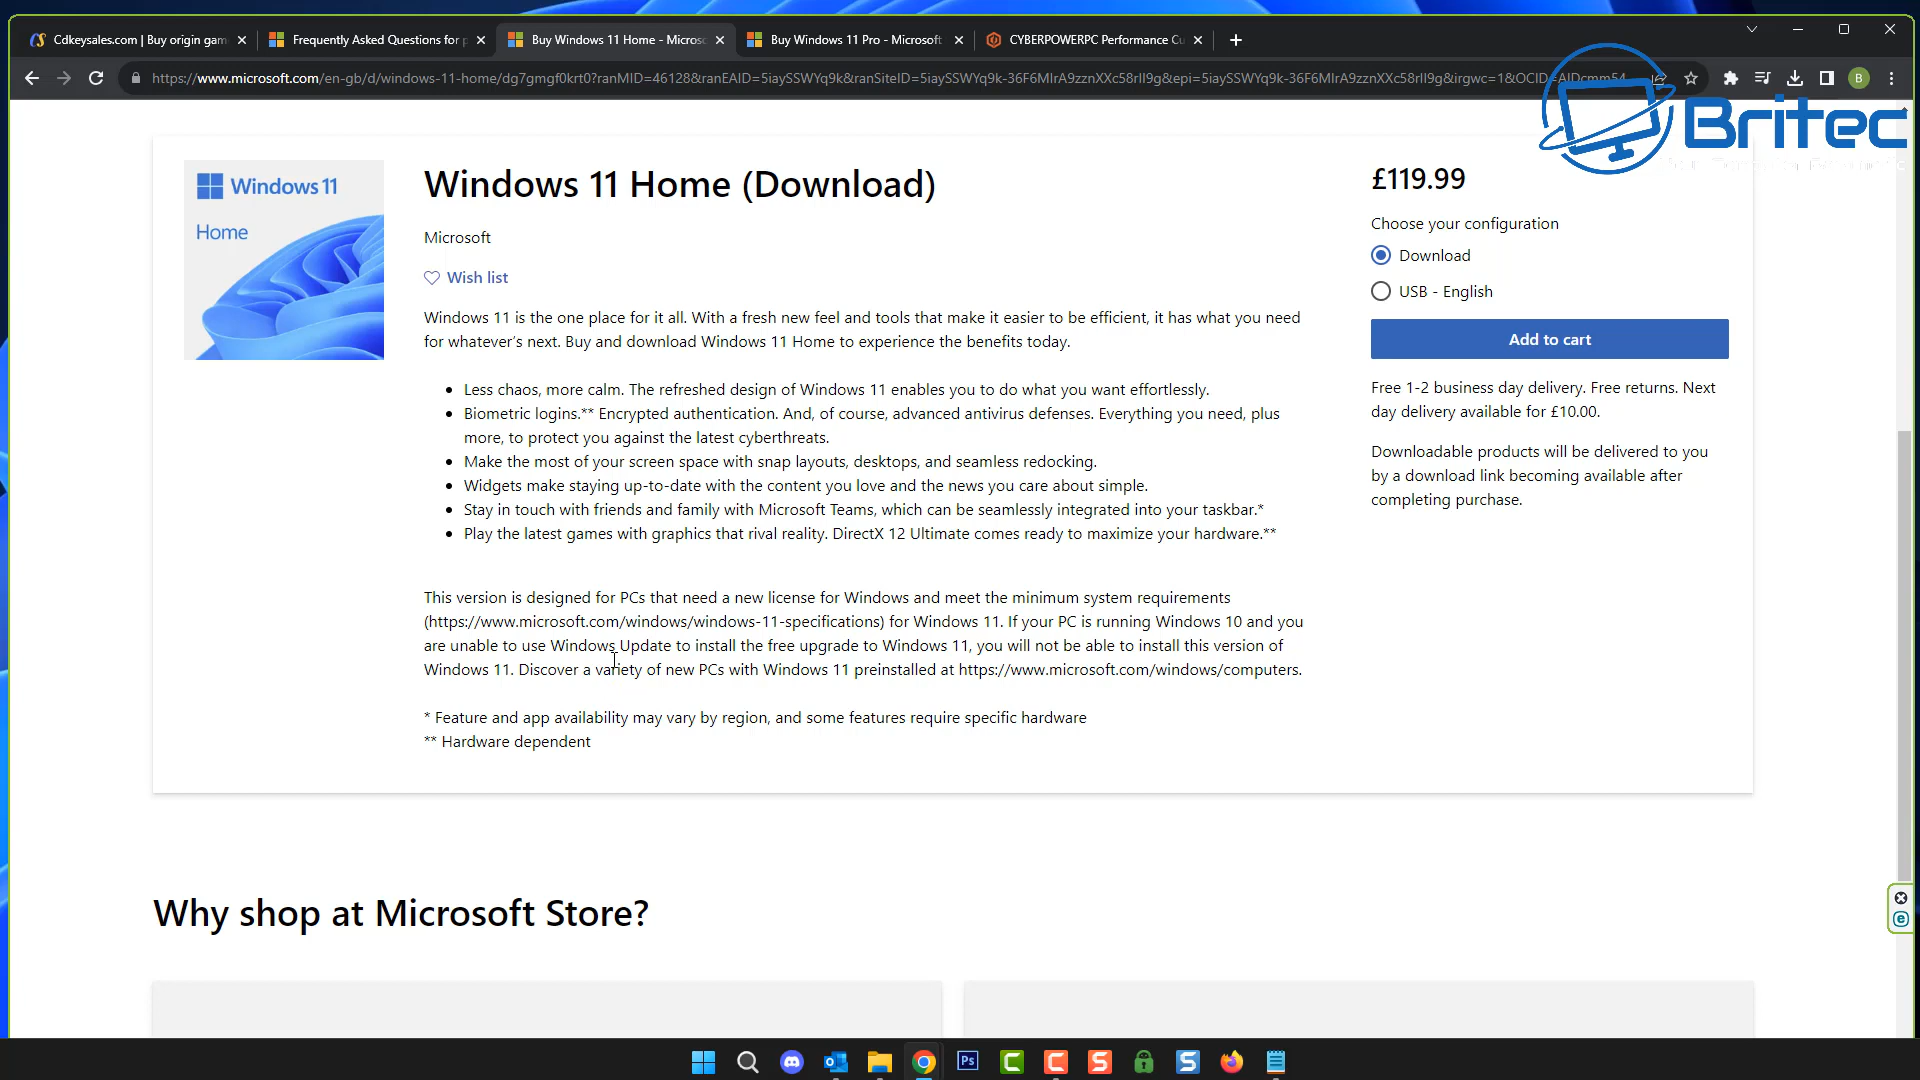 Cdkeysales.com | Buy origin gam
Frequently Asked Questions for p
Buy Windows 11 Home - Micros
Buy Windows 11 Pro - Microsoft
CYBERPOWERPC Performance Cu
https://www.microsoft.com/en-gb/d/windows-11-home/dg7gmgf0krt0?ranMID=46128&ranEAID=5iaySSWYq9k&ranSiteID=5iaySSWYq9k-36F6MIrA9zznXXc58rII9g&epi=5iaySSWYq9k-36F6MIrA9zznXXc58rII9g&irgwc=1&OCID=AIDcmm54
B
Britec
Windows 11
Home
Windows 11 Home (Download)
Microsoft
Wish list
Windows 11 is the one place for it all. With a fresh new feel and tools that make it easier to be efficient, it has what you need
for whatever’s next. Buy and download Windows 11 Home to experience the benefits today.
• Less chaos, more calm. The refreshed design of Windows 11 enables you to do what you want effortlessly.
• Biometric logins.** Encrypted authentication. And, of course, advanced antivirus defenses. Everything you need, plus
more, to protect you against the latest cyberthreats.
• Make the most of your screen space with snap layouts, desktops, and seamless redocking.
• Widgets make staying up-to-date with the content you love and the news you care about simple.
• Stay in touch with friends and family with Microsoft Teams, which can be seamlessly integrated into your taskbar.*
• Play the latest games with graphics that rival reality. DirectX 12 Ultimate comes ready to maximize your hardware.**
This version is designed for PCs that need a new license for Windows and meet the minimum system requirements
(https://www.microsoft.com/windows/windows-11-specifications) for Windows 11. If your PC is running Windows 10 and you
are unable to use Windows Update to install the free upgrade to Windows 11, you will not be able to install this version of
Windows 11. Discover a variety of new PCs with Windows 11 preinstalled at https://www.microsoft.com/windows/computers.
* Feature and app availability may vary by region, and some features require specific hardware
** Hardware dependent
£119.99
Choose your configuration
Download
USB - English
Add to cart
Free 1-2 business day delivery. Free returns. Next
day delivery available for £10.00.
Downloadable products will be delivered to you
by a download link becoming available after
completing purchase.
Why shop at Microsoft Store?
Ps